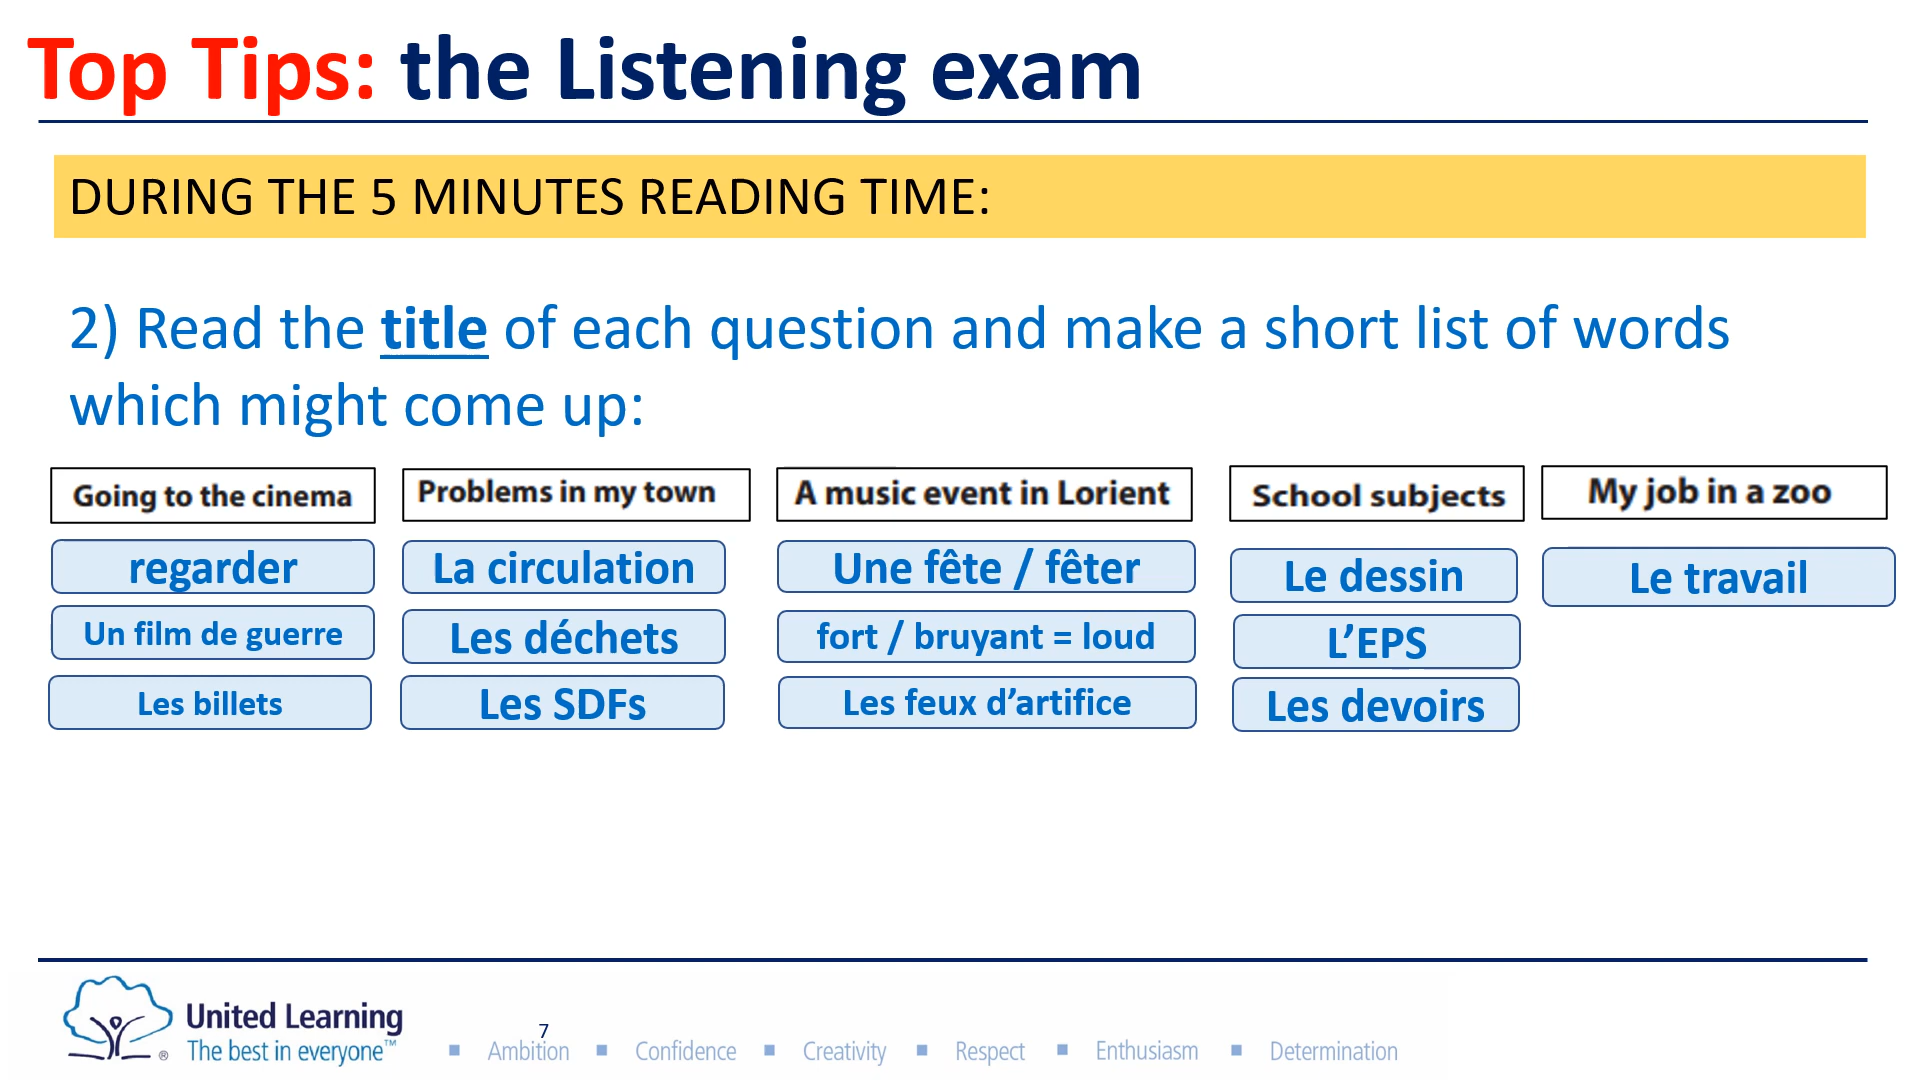 Top Tips: the Listening exam
DURING THE 5 MINUTES READING TIME:
2) Read the title of each question and make a short list of words
which might come up:
Going to the cinema
regarder
Un film de guerre
Les billets
Problems in my town
La circulation
Les déchets
Les SDFs
A music event in Lorient
Une fête / fêter
fort / bruyant = loud
Les feux d’artifice
School subjects
Le dessin
L’EPS
Les devoirs
My job in a zoo
Le travail
United Learning
The best in everyone™
®
7
▪ Ambition ▪ Confidence ▪ Creativity ▪ Respect ▪ Enthusiasm ▪ Determination